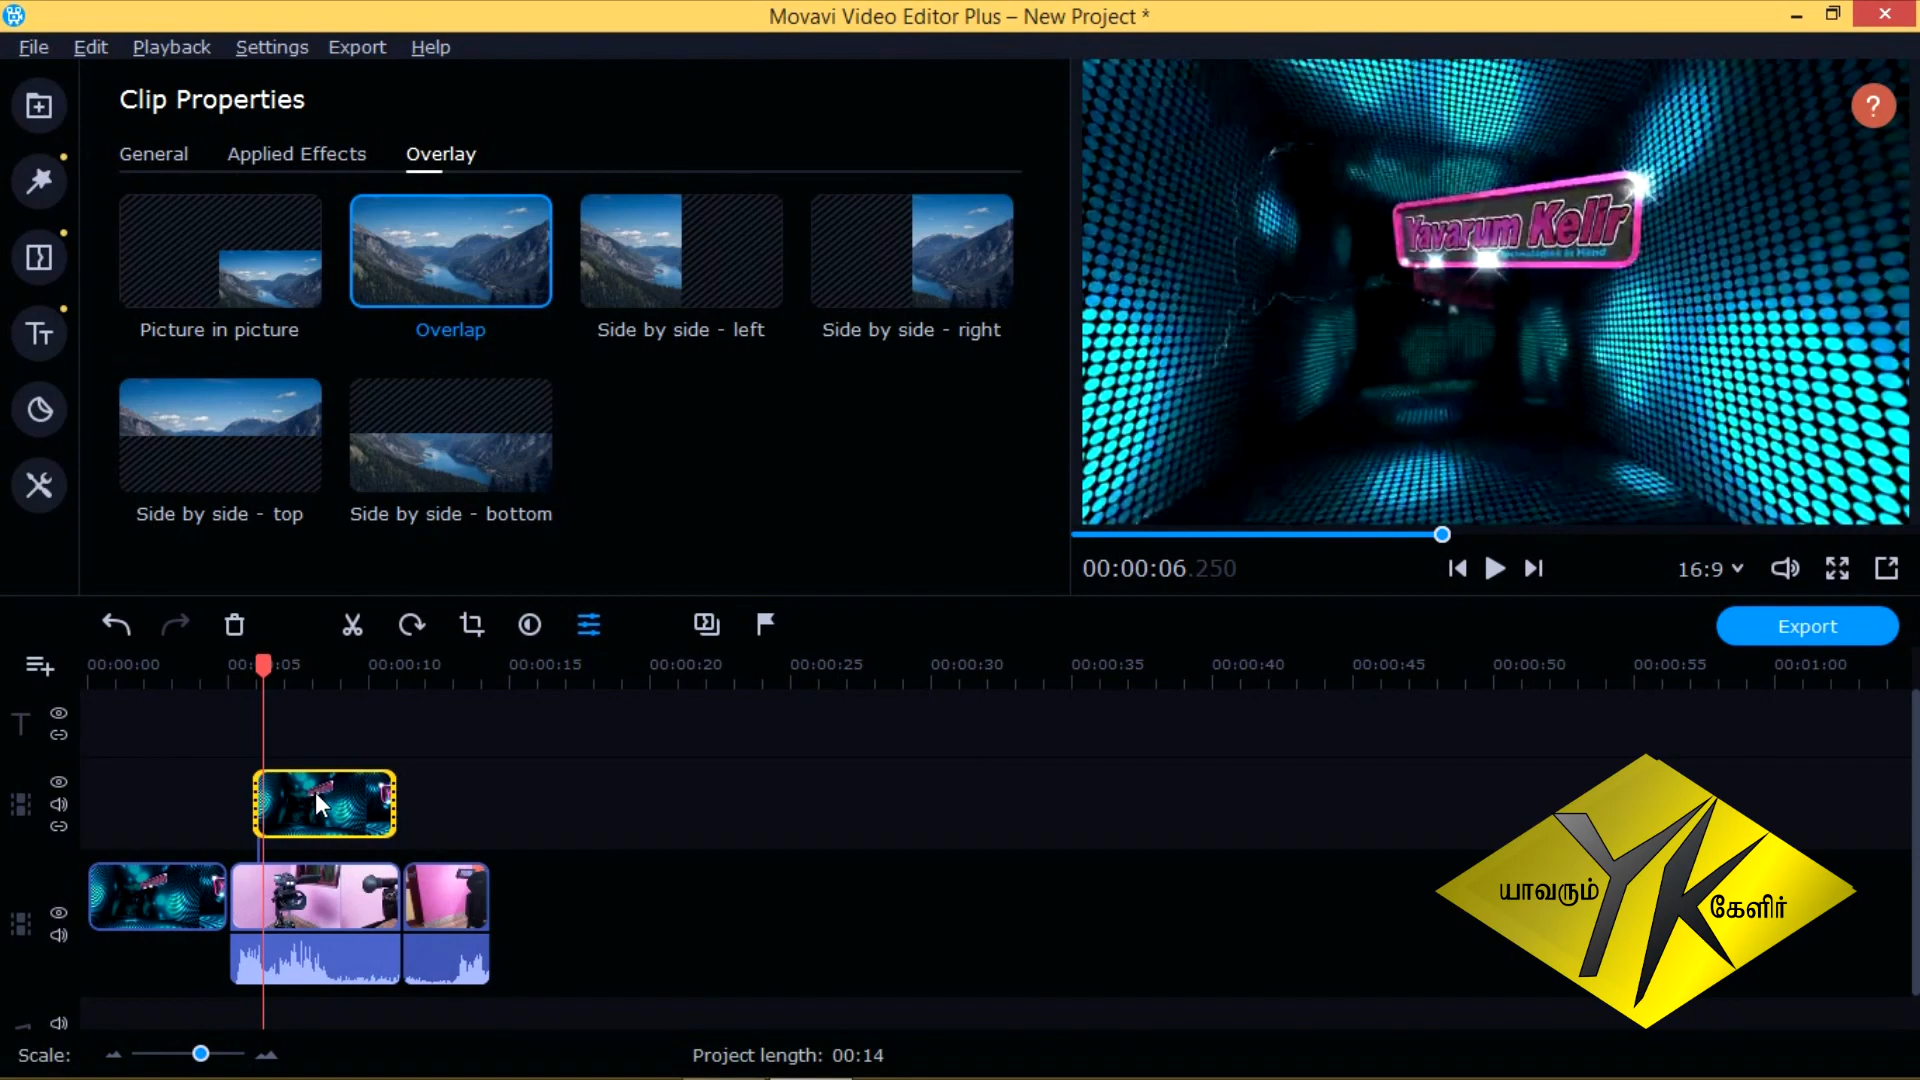 Movavi Video Editor Plus – New Project *
File Edit Playback Settings Export Help
Clip Properties
General Applied Effects Overlay
?
Picture in picture Overlap Side by side - left Side by side - right
Yavarum Kelir
Side by side - top Side by side - bottom
00:00:06.250
16:9
Export
00:00:00 00:00:05 00:00:10 00:00:15 00:00:20 00:00:25 00:00:30 00:00:35 00:00:40 00:00:45 00:00:50 00:00:55 00:01:00
யாவரும் YK கேளிர்
Scale: Project length: 00:14